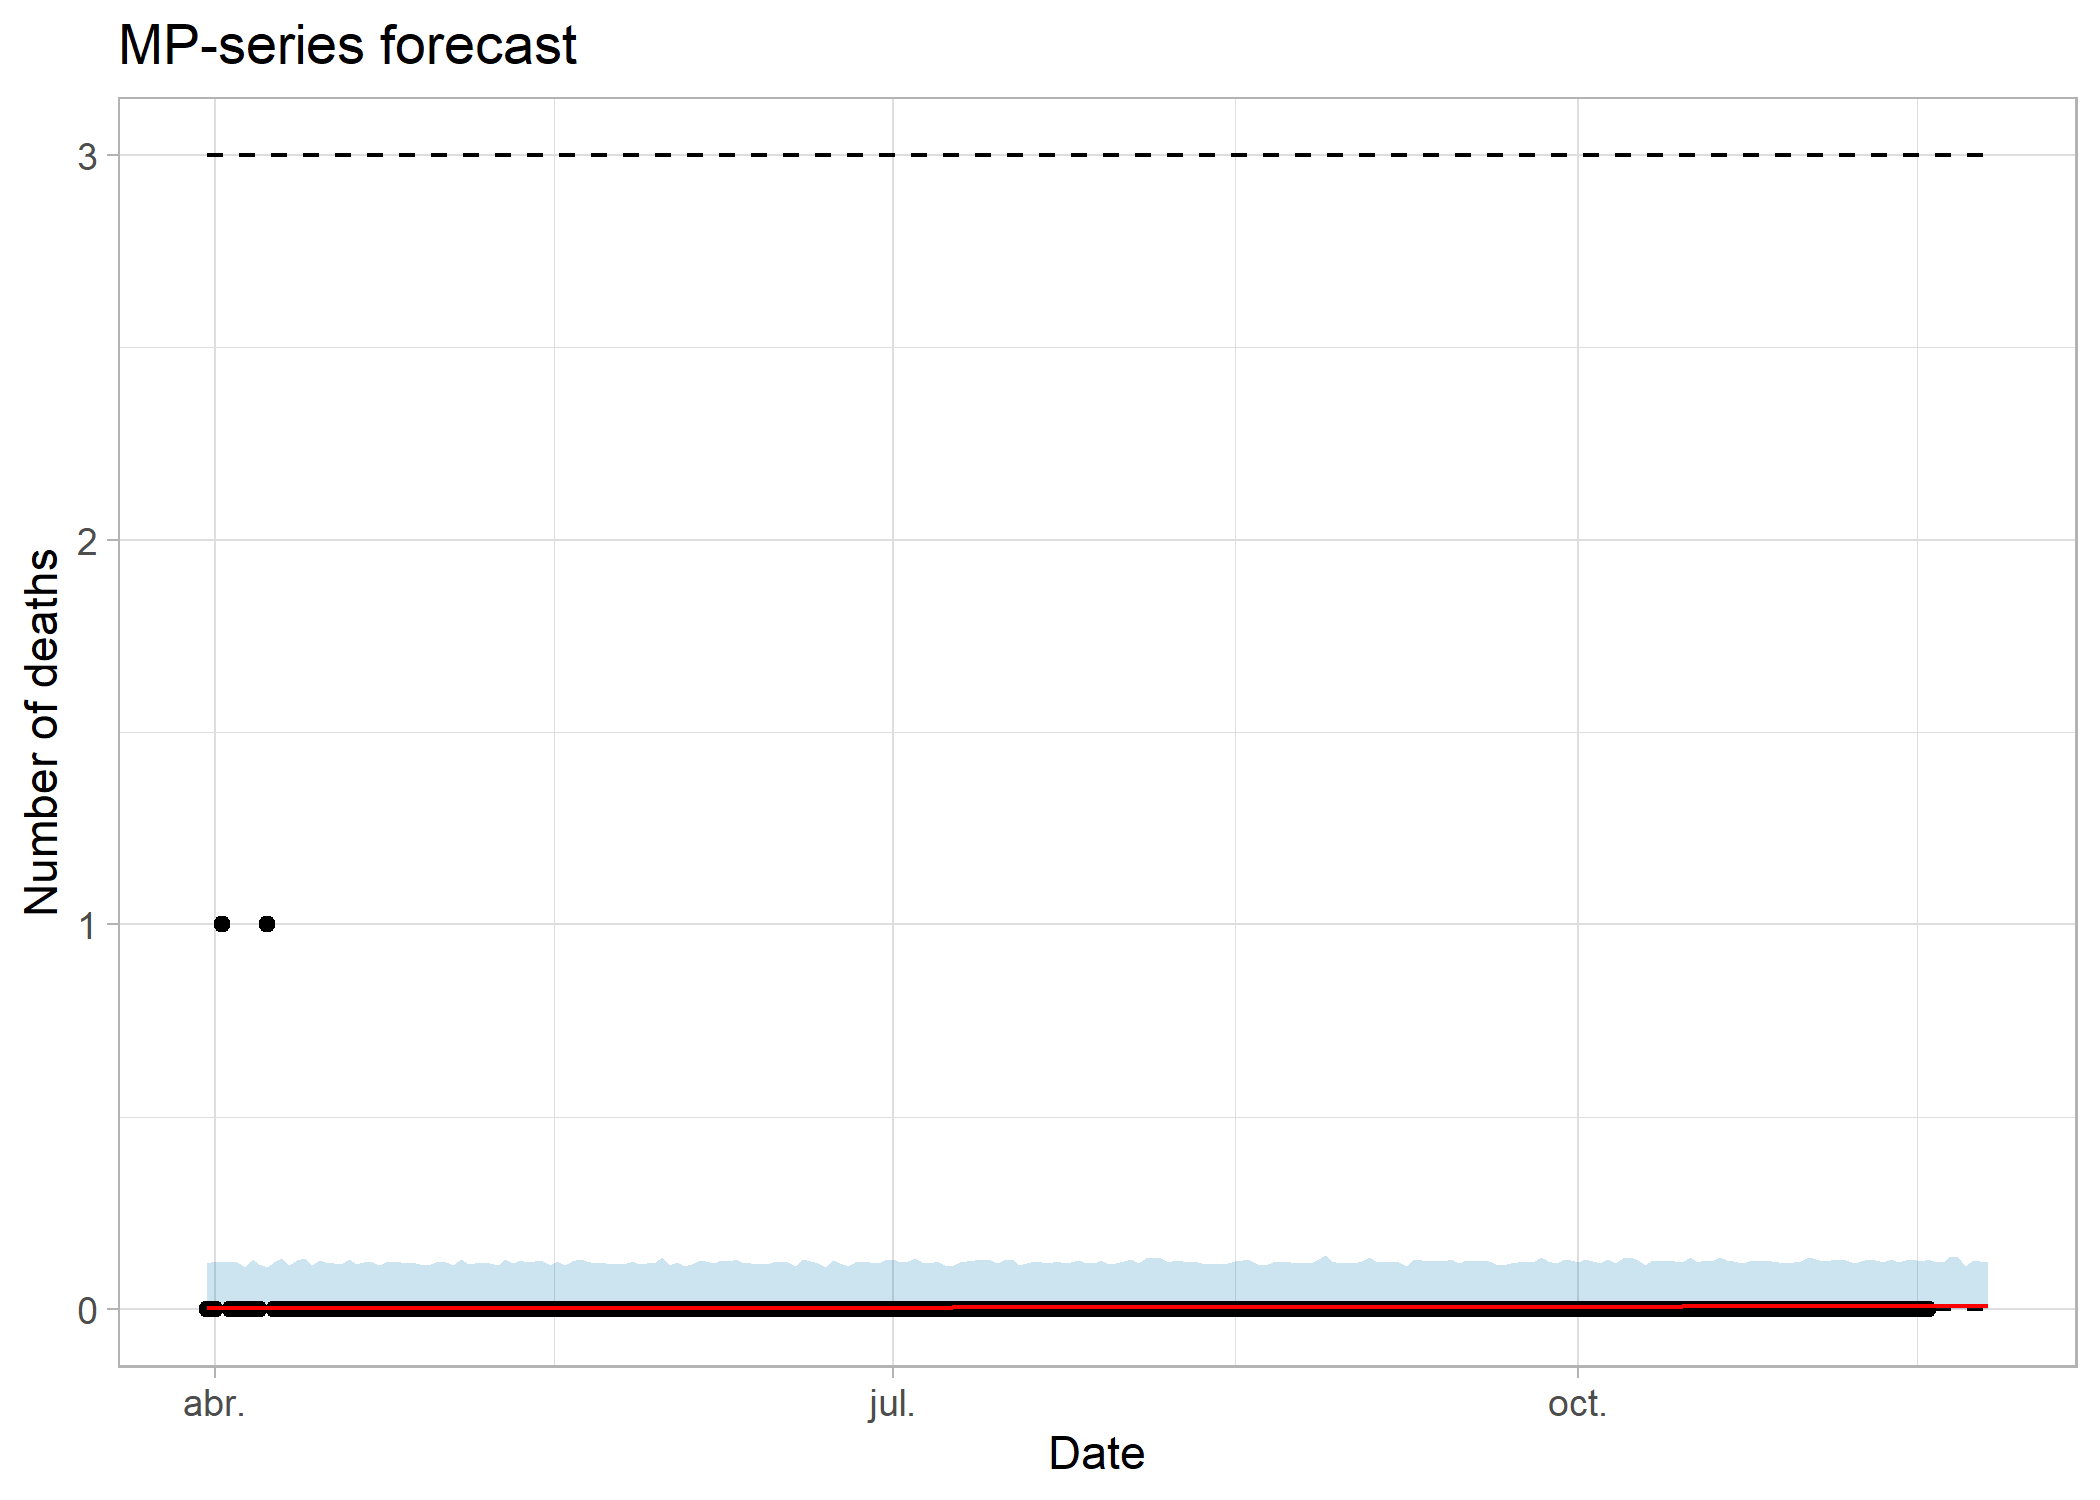 MP-series forecast
Number of deaths
3
2
1
0
abr.
jul.
oct.
Date